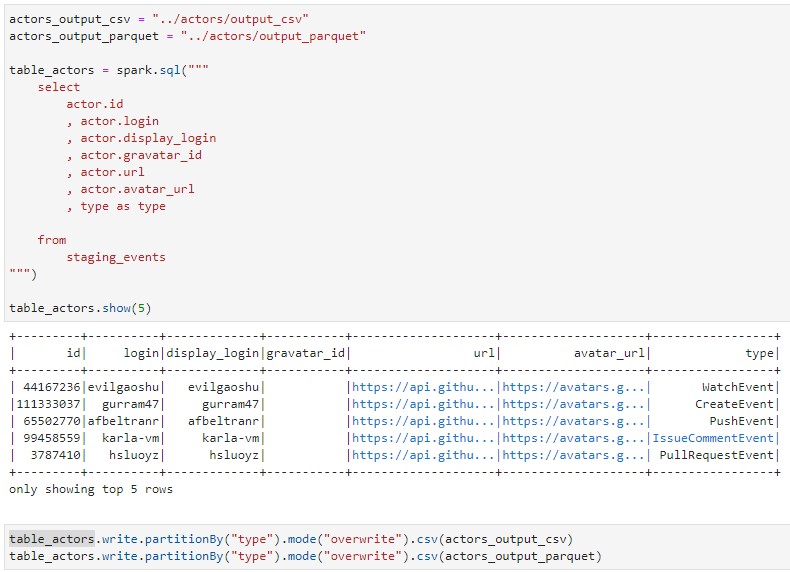 actors_output_csv = "../actors/output_csv"
actors_output_parquet = "../actors/output_parquet"
table_actors = spark.sql("""
    select
        actor.id
        , actor.login
        , actor.display_login
        , actor.gravatar_id
        , actor.url
        , actor.avatar_url
        , type as type
    from
        staging_events
""")
table_actors.show(5)
+---------+----------+-------------+-----------+--------------------+--------------------+-----------------+
|       id|     login|display_login|gravatar_id|                 url|          avatar_url|             type|
+---------+----------+-------------+-----------+--------------------+--------------------+-----------------+
| 44167236|evilgaoshu|   evilgaoshu|           |https://api.githu...|https://avatars.g...|       WatchEvent|
|111333037|  gurram47|     gurram47|           |https://api.githu...|https://avatars.g...|      CreateEvent|
| 65502770|afbeltranr|   afbeltranr|           |https://api.githu...|https://avatars.g...|        PushEvent|
| 99458559|  karla-vm|     karla-vm|           |https://api.githu...|https://avatars.g...|IssueCommentEvent|
|  3787410|   hsluoyz|      hsluoyz|           |https://api.githu...|https://avatars.g...| PullRequestEvent|
+---------+----------+-------------+-----------+--------------------+--------------------+-----------------+
only showing top 5 rows
table_actors.write.partitionBy("type").mode("overwrite").csv(actors_output_csv)
table_actors.write.partitionBy("type").mode("overwrite").csv(actors_output_parquet)